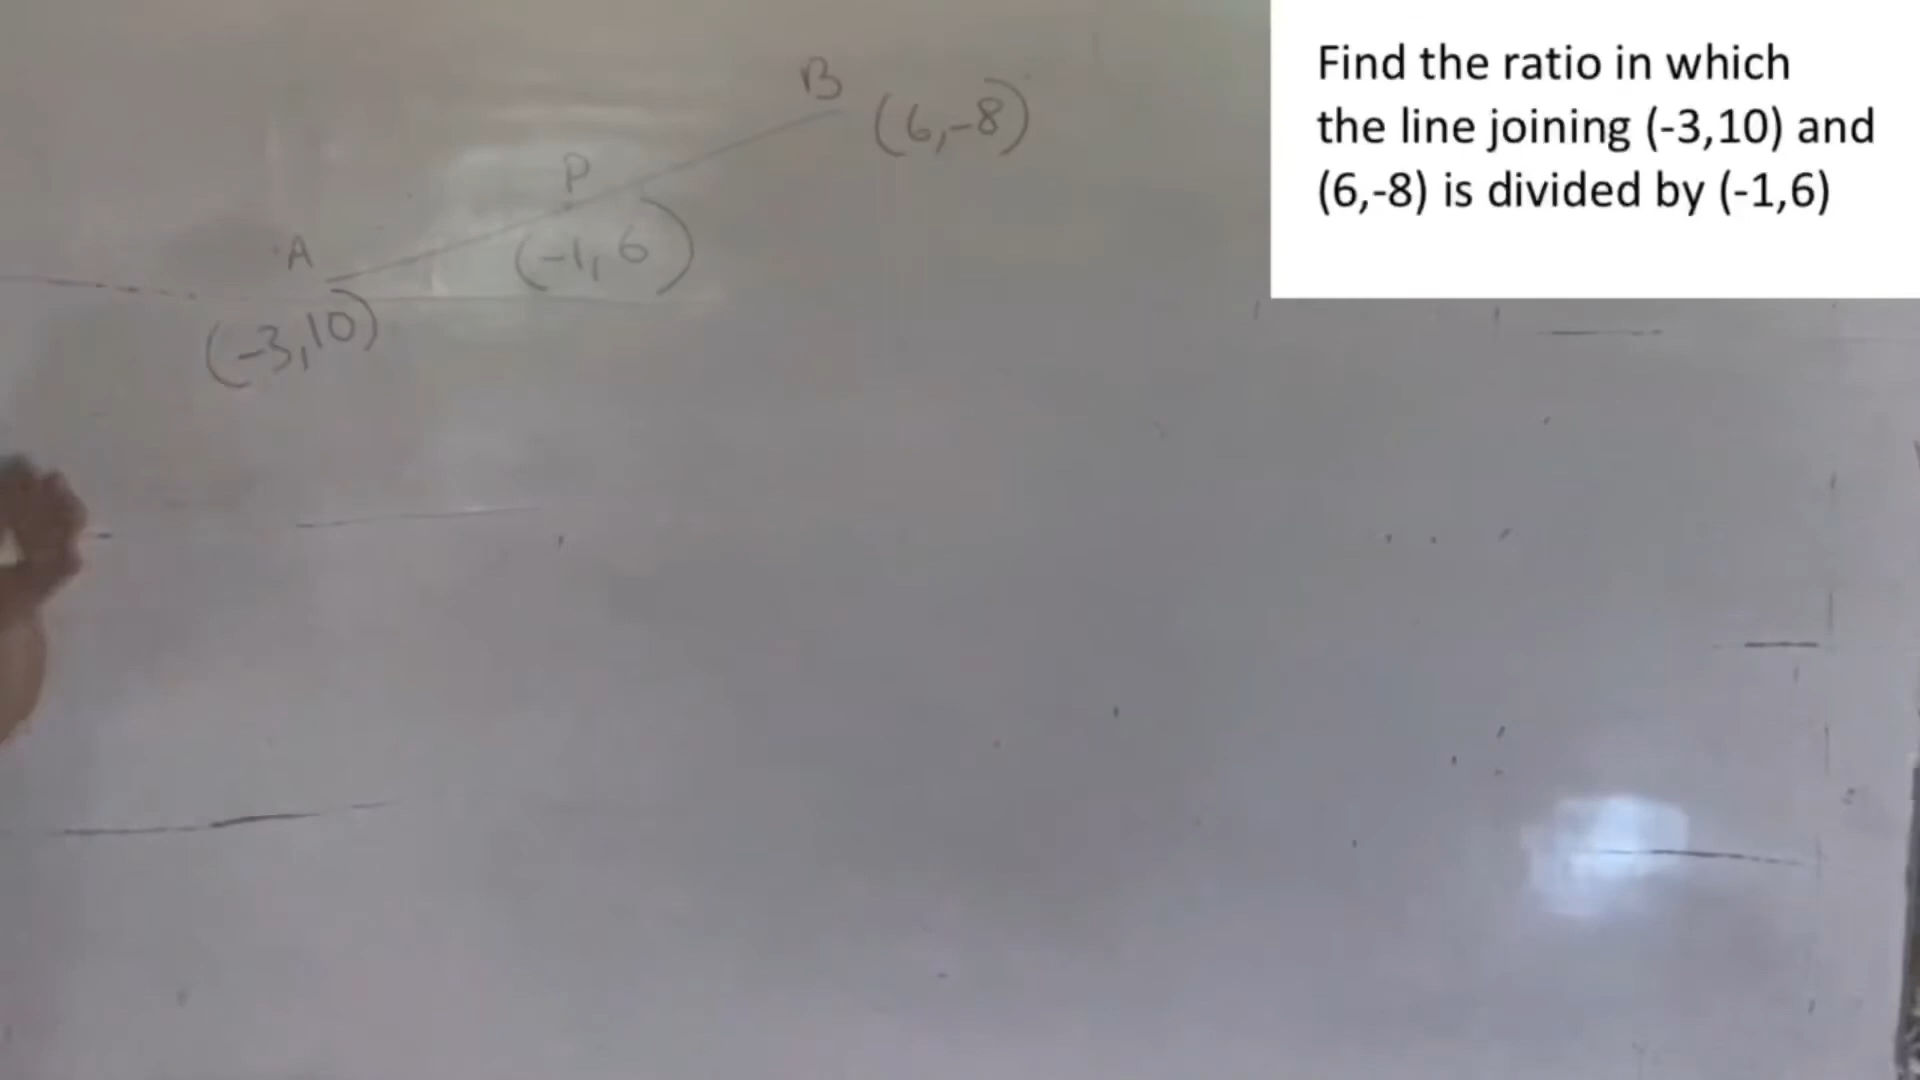 B
(6,-8)
P
A
(-1,6)
(-3,10)
Find the ratio in which
the line joining (-3,10) and
(6,-8) is divided by (-1,6)